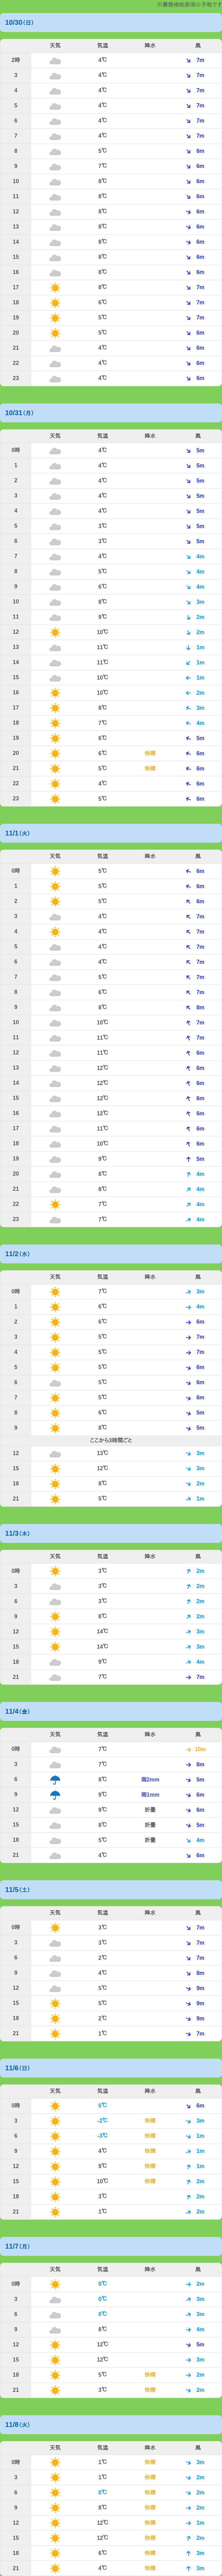 ※裏磐梯桧原湖の予報です
10/30(日)
天気 気温 降水 風
2時 4℃ 7m
3 4℃ 7m
4 4℃ 7m
5 4℃ 7m
6 4℃ 7m
7 4℃ 7m
8 5℃ 6m
9 7℃ 6m
10 8℃ 6m
11 8℃ 6m
12 8℃ 6m
13 8℃ 6m
14 8℃ 6m
15 8℃ 6m
16 8℃ 6m
17 8℃ 7m
18 6℃ 7m
19 5℃ 7m
20 5℃ 6m
21 4℃ 6m
22 4℃ 6m
23 4℃ 6m
10/31(月)
天気 気温 降水 風
0時 4℃ 5m
1 4℃ 5m
2 4℃ 5m
3 4℃ 5m
4 4℃ 5m
5 3℃ 5m
6 3℃ 5m
7 4℃ 4m
8 5℃ 4m
9 6℃ 4m
10 8℃ 3m
11 9℃ 2m
12 10℃ 2m
13 11℃ 1m
14 11℃ 1m
15 10℃ 1m
16 10℃ 2m
17 8℃ 3m
18 7℃ 4m
19 6℃ 5m
20 6℃ 快晴 6m
21 5℃ 快晴 6m
22 4℃ 6m
23 5℃ 6m
11/1(火)
天気 気温 降水 風
0時 5℃ 6m
1 5℃ 6m
2 5℃ 6m
3 4℃ 7m
4 4℃ 7m
5 4℃ 7m
6 4℃ 7m
7 5℃ 7m
8 6℃ 7m
9 8℃ 8m
10 10℃ 7m
11 11℃ 7m
12 11℃ 6m
13 12℃ 6m
14 12℃ 6m
15 12℃ 6m
16 12℃ 6m
17 11℃ 6m
18 10℃ 6m
19 9℃ 5m
20 8℃ 4m
21 8℃ 4m
22 7℃ 4m
23 7℃ 4m
11/2(水)
天気 気温 降水 風
0時 7℃ 3m
1 6℃ 4m
2 6℃ 6m
3 5℃ 7m
4 5℃ 7m
5 5℃ 6m
6 5℃ 6m
7 5℃ 6m
8 6℃ 5m
9 8℃ 5m
ここから3時間ごと
12 13℃ 3m
15 12℃ 3m
18 8℃ 2m
21 5℃ 1m
11/3(木)
天気 気温 降水 風
0時 3℃ 2m
3 3℃ 2m
6 3℃ 2m
9 8℃ 2m
12 14℃ 3m
15 14℃ 3m
18 9℃ 4m
21 7℃ 7m
11/4(金)
天気 気温 降水 風
0時 7℃ 10m
3 7℃ 8m
6 8℃ 雨2mm 5m
9 9℃ 雨1mm 6m
12 9℃ 折畳 6m
15 8℃ 折畳 5m
18 5℃ 折畳 4m
21 4℃ 6m
11/5(土)
天気 気温 降水 風
0時 3℃ 7m
3 3℃ 7m
6 2℃ 7m
9 4℃ 8m
12 5℃ 9m
15 5℃ 9m
18 2℃ 9m
21 1℃ 7m
11/6(日)
天気 気温 降水 風
0時 0℃ 6m
3 -2℃ 快晴 3m
6 -3℃ 快晴 1m
9 4℃ 快晴 1m
12 9℃ 快晴 1m
15 10℃ 快晴 2m
18 3℃ 2m
21 1℃ 2m
11/7(月)
天気 気温 降水 風
0時 0℃ 2m
3 0℃ 3m
6 0℃ 3m
9 8℃ 4m
12 12℃ 5m
15 12℃ 3m
18 5℃ 快晴 2m
21 3℃ 快晴 2m
11/8(火)
天気 気温 降水 風
0時 1℃ 快晴 3m
3 1℃ 快晴 2m
6 0℃ 快晴 2m
9 8℃ 快晴 2m
12 12℃ 快晴 1m
15 12℃ 快晴 2m
18 6℃ 快晴 3m
21 4℃ 快晴 3m